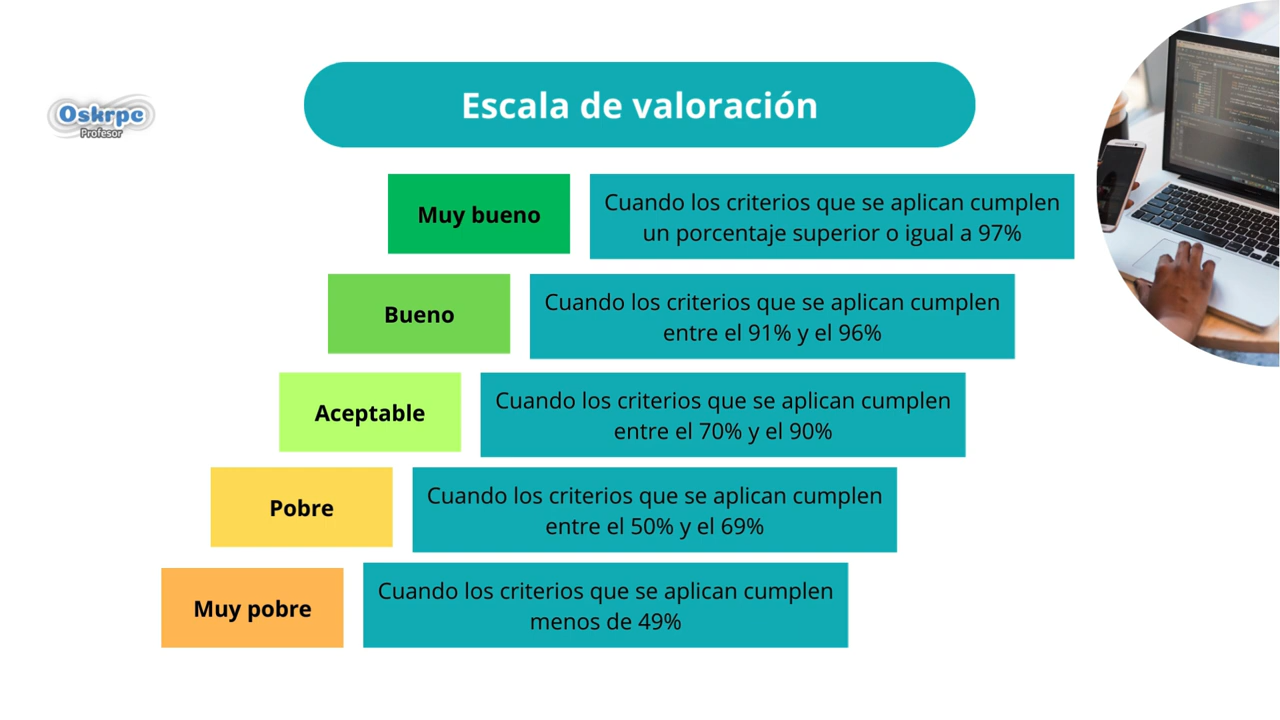 Oskrpc
Profesor
Escala de valoración
Muy bueno
Cuando los criterios que se aplican cumplen
un porcentaje superior o igual a 97%
Bueno
Cuando los criterios que se aplican cumplen
entre el 91% y el 96%
Aceptable
Cuando los criterios que se aplican cumplen
entre el 70% y el 90%
Pobre
Cuando los criterios que se aplican cumplen
entre el 50% y el 69%
Muy pobre
Cuando los criterios que se aplican cumplen
menos de 49%